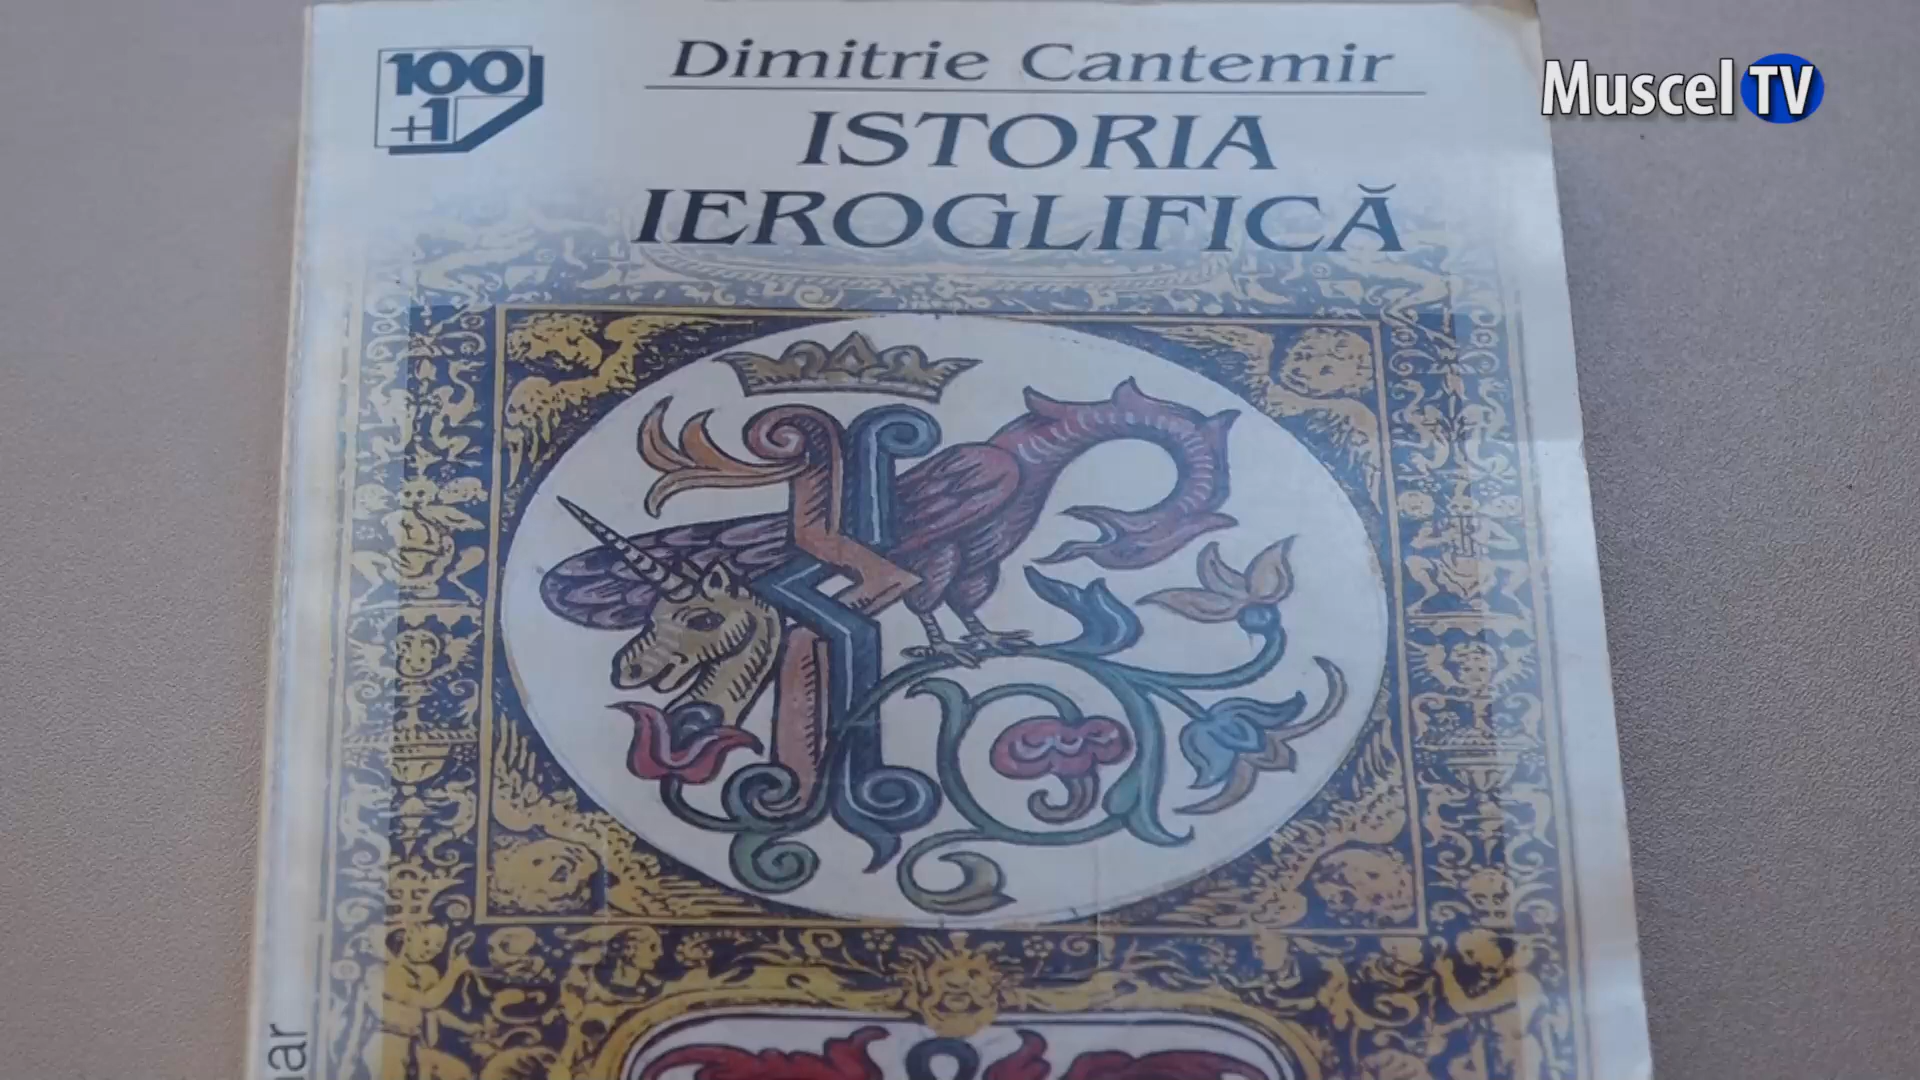 100
+1
Dimitrie Cantemir
ISTORIA
IEROGLIFICĂ
Muscel TV